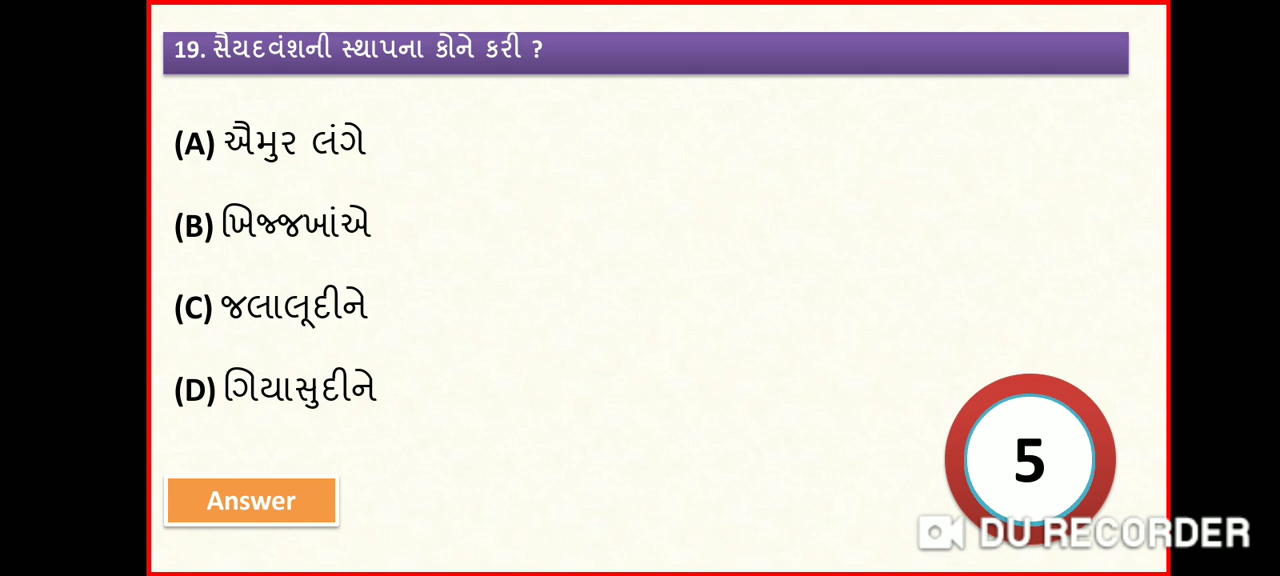 19. સૈયદવંશની સ્થાપના કોને કરી ?
(A) ઐમુર લંગે
(B) ખિજ્જખાંએ
(C) જલાલૂદીને
(D) ગિયાસુદીને
5
Answer
DU RECORDER